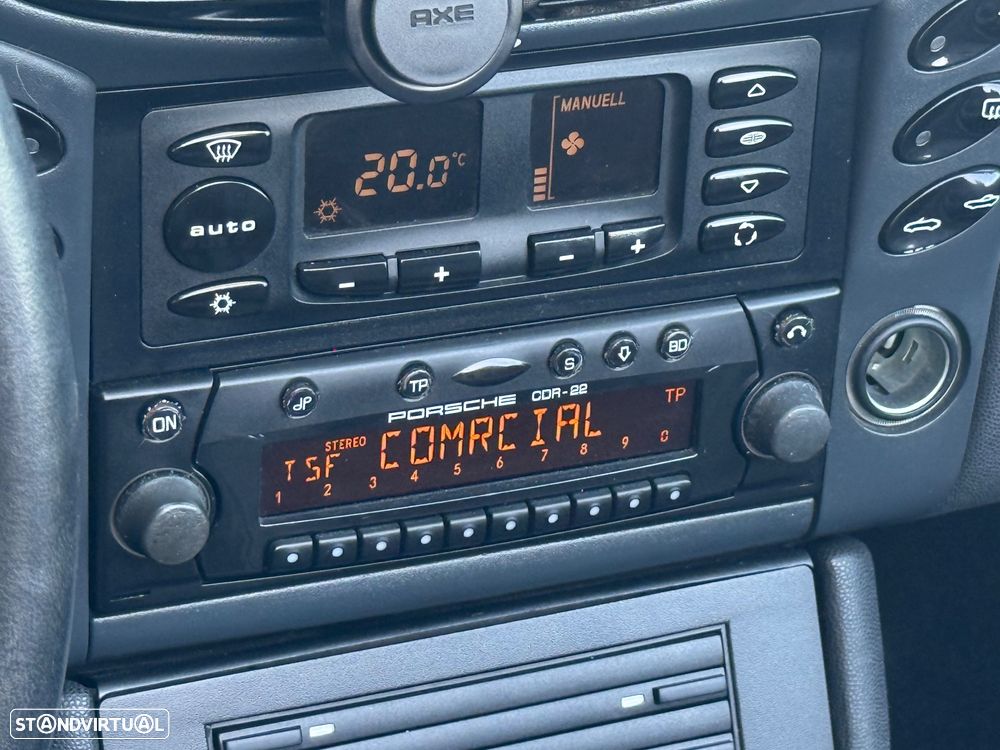 AXE
MANUELL
20.0°C
auto
- +
- +
ON
JP
TP
S
BD
PORSCHE CDR-22
STEREO
TP
TSF COMRCIAL
1 2 3 4 5 6 7 8 9 0
STANDVIRTUAL